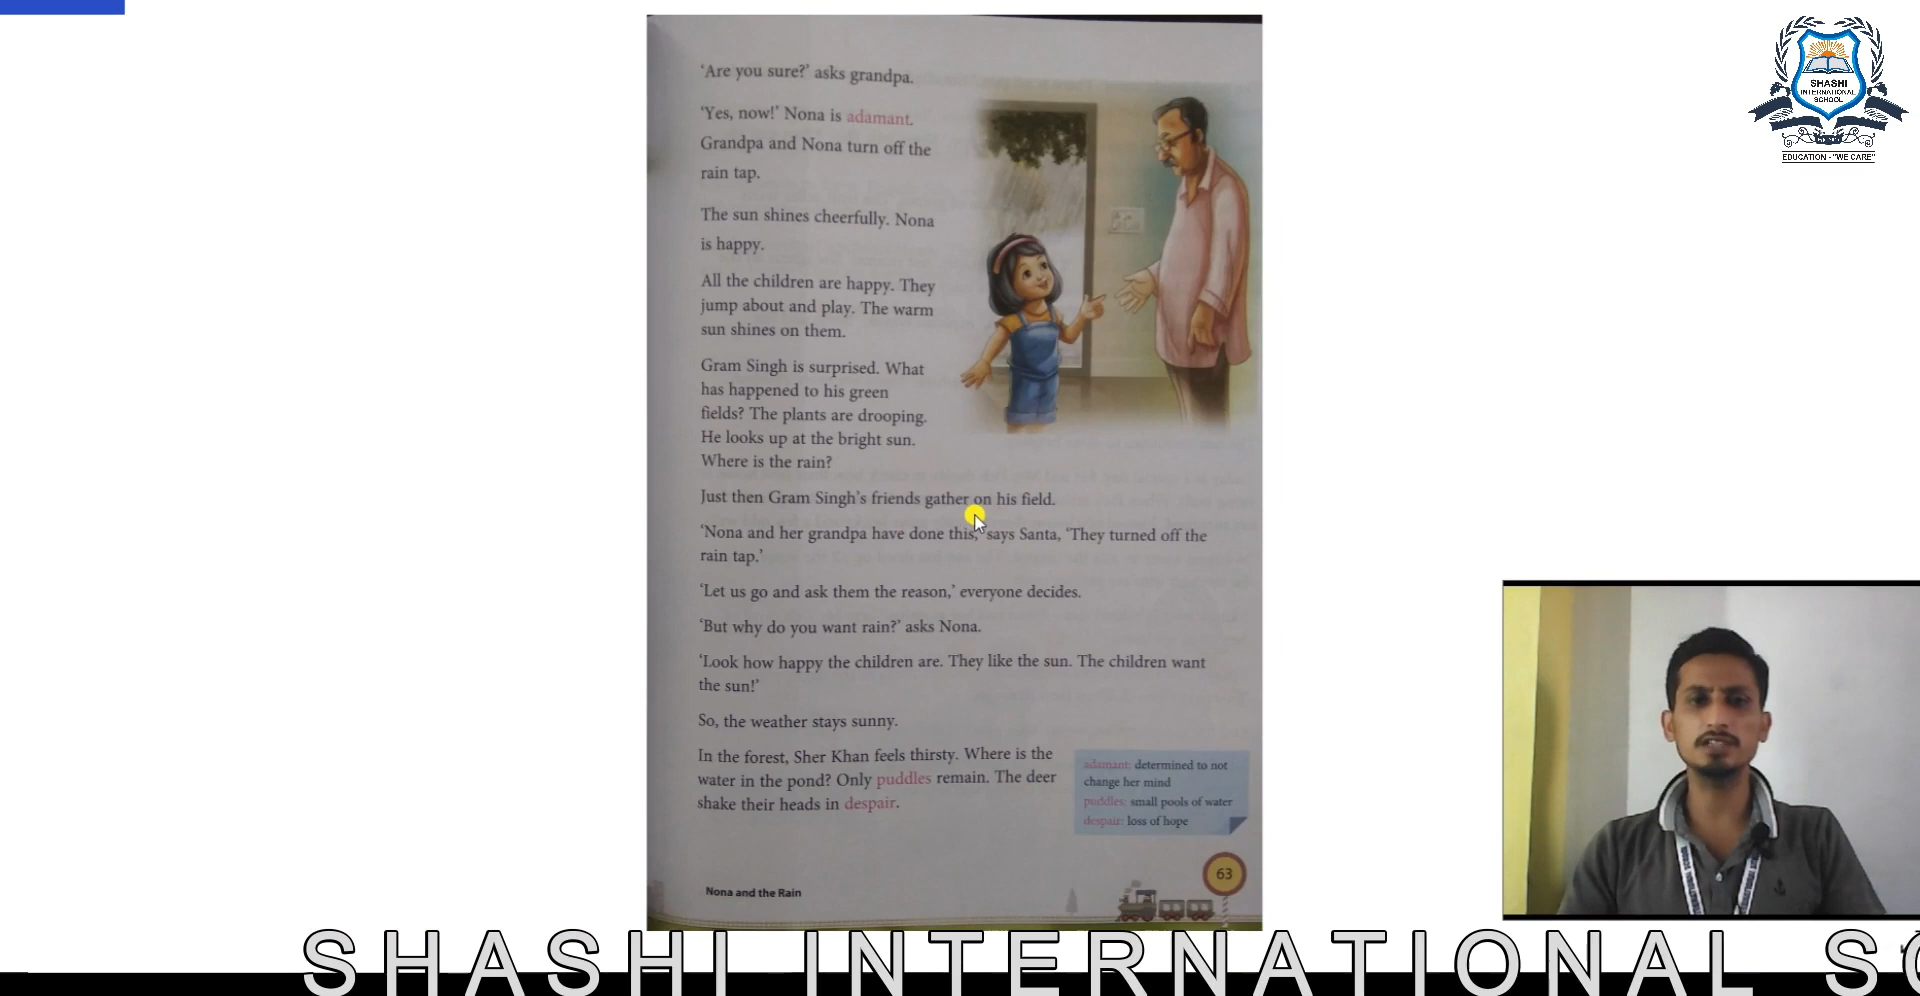 'Are you sure?' asks grandpa.
'Yes, now!' Nona is adamant.
Grandpa and Nona turn off the
rain tap.
The sun shines cheerfully. Nona
is happy.
All the children are happy. They
jump about and play. The warm
sun shines on them.
Gram Singh is surprised. What
has happened to his green
fields? The plants are drooping.
He looks up at the bright sun.
Where is the rain?
Just then Gram Singh's friends gather on his field.
'Nona and her grandpa have done this,' says Santa, 'They turned off the
rain tap.'
'Let us go and ask them the reason,' everyone decides.
'But why do you want rain?' asks Nona.
'Look how happy the children are. They like the sun. The children want
the sun!'
So, the weather stays sunny.
In the forest, Sher Khan feels thirsty. Where is the
water in the pond? Only puddles remain. The deer
shake their heads in despair.
adamant: determined to not
change her mind
puddles: small pools of water
despair: loss of hope
63
Nona and the Rain
SHASHI
INTERNATIONAL
SCHOOL
EDUCATION - "WE CARE"
SHASHI INTERNATIONAL SC